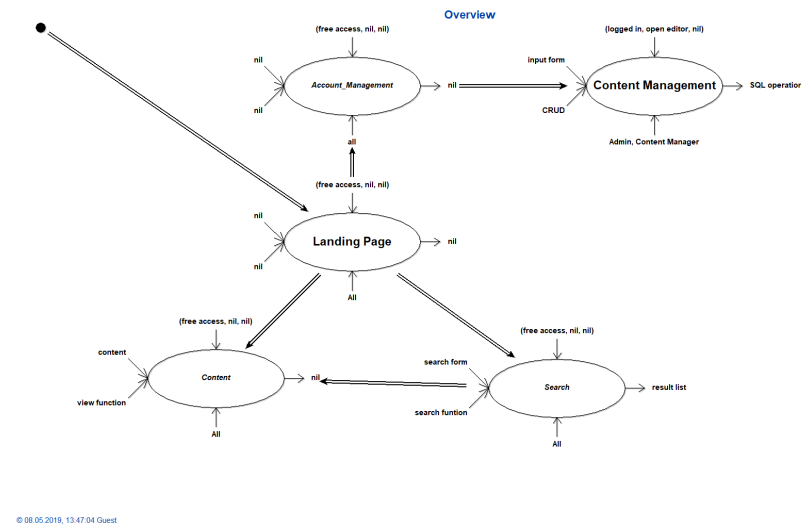 Overview
(free access, nil, nil)
(logged in, open editor, nil)
nil
input form
Account_Management
nil
Content Management
SQL operation
nil
CRUD
all
Admin, Content Manager
(free access, nil, nil)
nil
Landing Page
nil
nil
All
(free access, nil, nil)
(free access, nil, nil)
content
search form
Content
nil
Search
result list
view function
search funtion
All
All
© 08.05.2019, 13:47:04 Guest